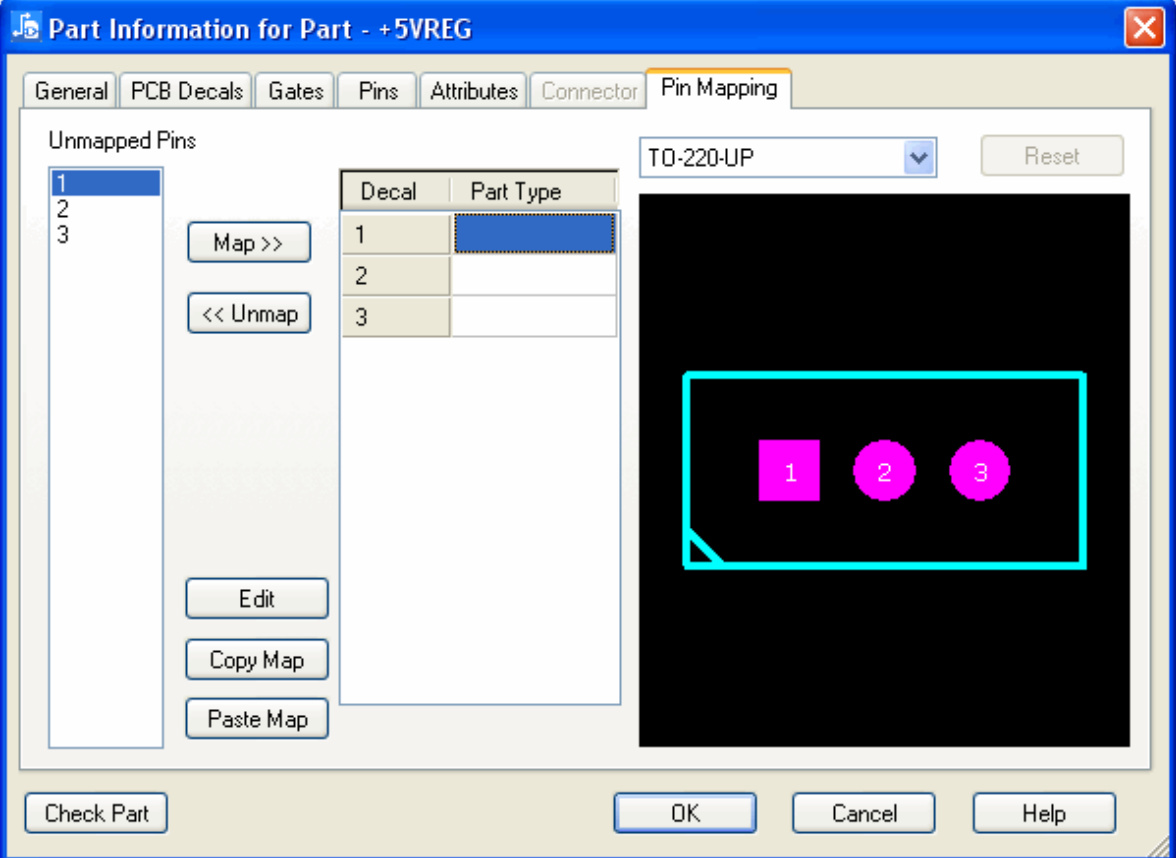 Part Information for Part - +5VREG
General PCB Decals Gates Pins Attributes Connector Pin Mapping
Unmapped Pins
TO-220-UP Reset
1
2
3
Map >>
<< Unmap
Decal Part Type
1
2
3
1 2 3
Edit
Copy Map
Paste Map
Check Part OK Cancel Help